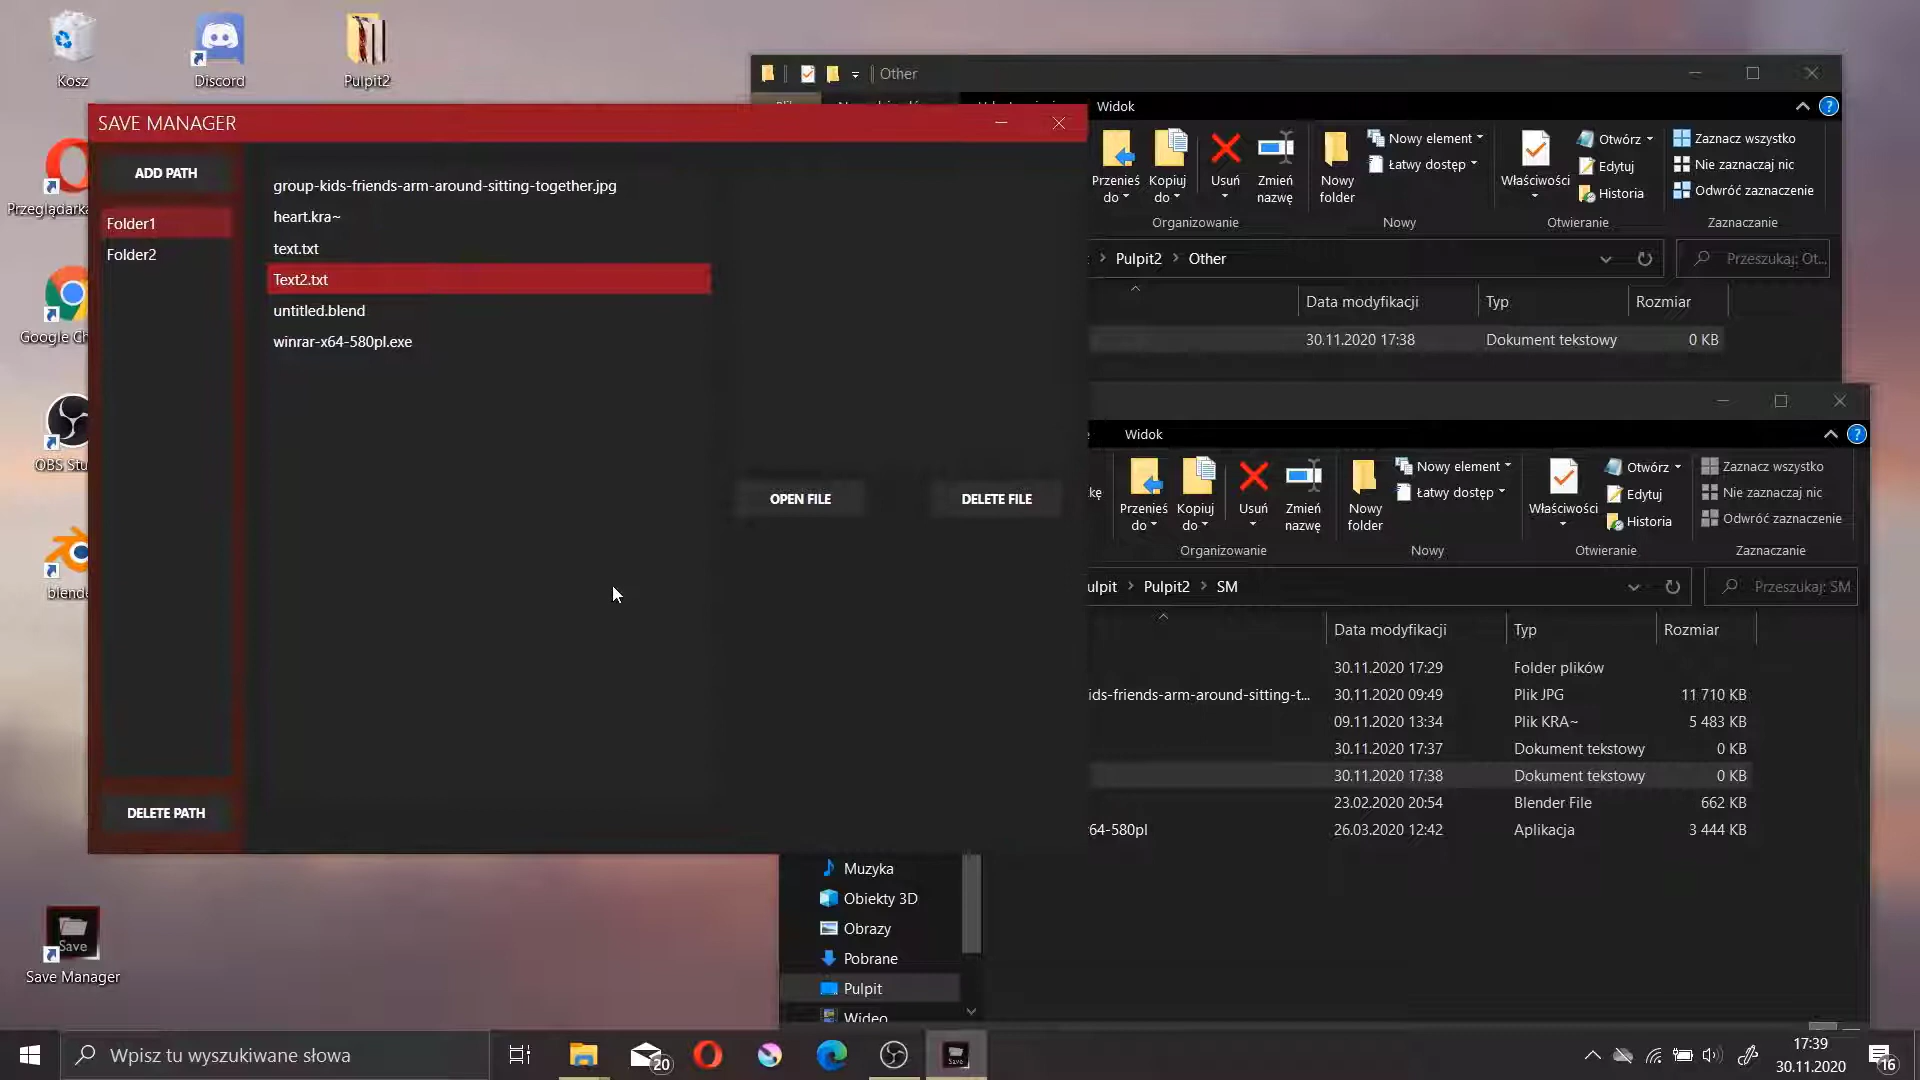 Kosz
Discord
Pulpit2
Google Ch
OBS Stu
blende
Save
Save Manager
SAVE MANAGER
ADD PATH
Folder1
Folder2
DELETE PATH
group-kids-friends-arm-around-sitting-together.jpg
heart.kra~
text.txt
Text2.txt
untitled.blend
winrar-x64-580pl.exe
OPEN FILE
DELETE FILE
Other
Widok
Przenieś do
Kopiuj do
Usuń
Zmień nazwę
Organizowanie
Nowy folder
Nowy element
Łatwy dostęp
Nowy
Właściwości
Otwórz
Edytuj
Historia
Otwieranie
Zaznacz wszystko
Nie zaznaczaj nic
Odwróć zaznaczenie
Zaznaczanie
Pulpit2 Other
Przeszukaj: Ot...
Data modyfikacji Typ Rozmiar
30.11.2020 17:38 Dokument tekstowy 0 KB
Widok
Przenieś do
Kopiuj do
Usuń
Zmień nazwę
Organizowanie
Nowy folder
Nowy element
Łatwy dostęp
Nowy
Właściwości
Otwórz
Edytuj
Historia
Otwieranie
Zaznacz wszystko
Nie zaznaczaj nic
Odwróć zaznaczenie
Zaznaczanie
ulpit Pulpit2 SM
Przeszukaj: SM
Data modyfikacji Typ Rozmiar
30.11.2020 17:29 Folder plików
ids-friends-arm-around-sitting-t... 30.11.2020 09:49 Plik JPG 11 710 KB
09.11.2020 13:34 Plik KRA~ 5 483 KB
30.11.2020 17:37 Dokument tekstowy 0 KB
30.11.2020 17:38 Dokument tekstowy 0 KB
23.02.2020 20:54 Blender File 662 KB
64-580pl 26.03.2020 12:42 Aplikacja 3 444 KB
Muzyka
Obiekty 3D
Obrazy
Pobrane
Pulpit
Wideo
Wpisz tu wyszukiwane słowa
20
17:39
30.11.2020
16